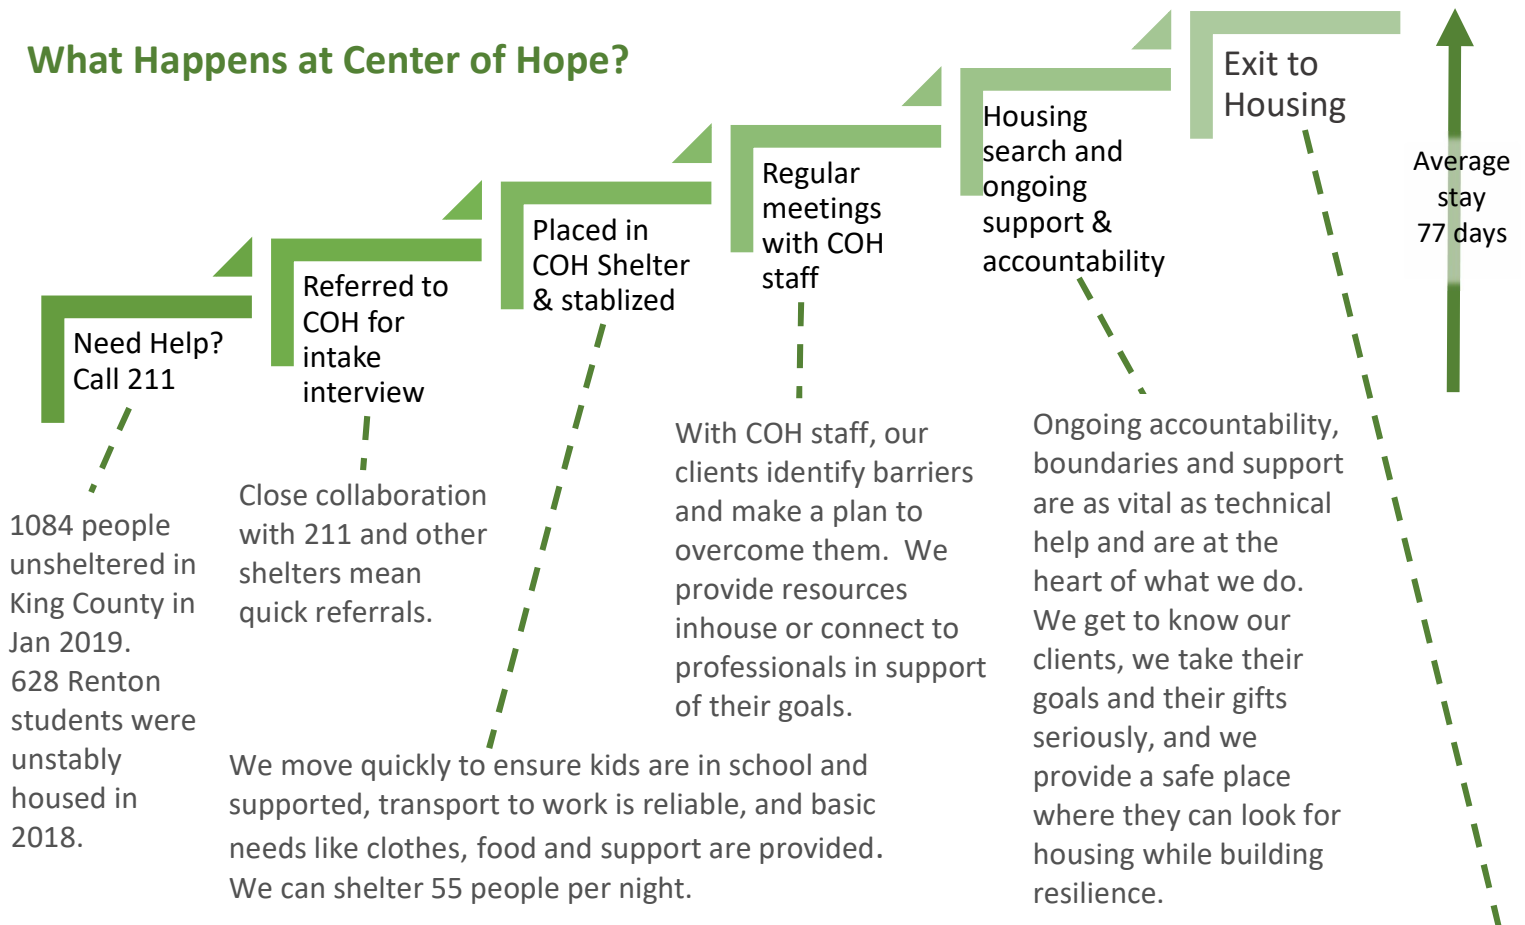 What Happens at Center of Hope?
Need Help?
Call 211
Referred to
COH for
intake
interview
Placed in
COH Shelter
& stablized
Regular
meetings
with COH
staff
Housing
search and
ongoing
support &
accountability
Exit to
Housing
Average
stay
77 days
1084 people
unsheltered in
King County in
Jan 2019.
628 Renton
students were
unstably
housed in
2018.
Close collaboration
with 211 and other
shelters mean
quick referrals.
We move quickly to ensure kids are in school and
supported, transport to work is reliable, and basic
needs like clothes, food and support are provided.
We can shelter 55 people per night.
With COH staff, our
clients identify barriers
and make a plan to
overcome them.  We
provide resources
inhouse or connect to
professionals in support
of their goals.
Ongoing accountability,
boundaries and support
are as vital as technical
help and are at the
heart of what we do.
We get to know our
clients, we take their
goals and their gifts
seriously, and we
provide a safe place
where they can look for
housing while building
resilience.